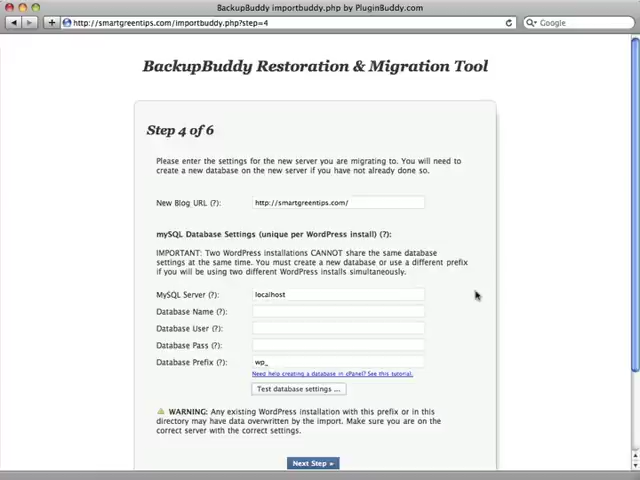 BackupBuddy importbuddy.php by PluginBuddy.com
http://smartgreentips.com/importbuddy.php?step=4
Google
BackupBuddy Restoration & Migration Tool
Step 4 of 6
Please enter the settings for the new server you are migrating to. You will need to
create a new database on the new server if you have not already done so.
New Blog URL (?): http://smartgreentips.com/
mySQL Database Settings (unique per WordPress install) (?):
IMPORTANT: Two WordPress installations CANNOT share the same database
settings at the same time. You must create a new database or use a different prefix
if you will be using two different WordPress installs simultaneously.
MySQL Server (?): localhost
Database Name (?):
Database User (?):
Database Pass (?):
Database Prefix (?): wp_
Need help creating a database in cPanel? See this tutorial.
Test database settings ...
WARNING: Any existing WordPress installation with this prefix or in this
directory may have data overwritten by the import. Make sure you are on the
correct server with the correct settings.
Next Step »